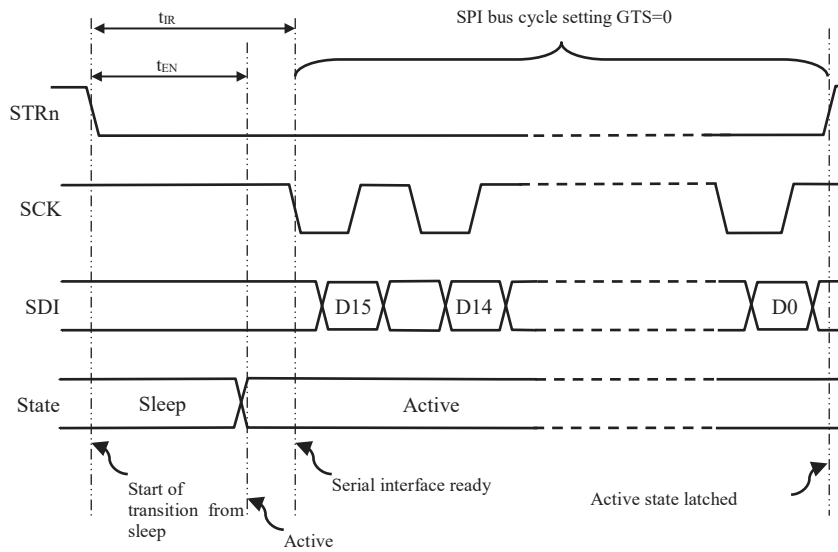 tIR
SPI bus cycle setting GTS=0
tEN
STRn
SCK
SDI
D15
D14
D0
State
Sleep
Active
Start of
transition from
sleep
Active
Serial interface ready
Active state latched